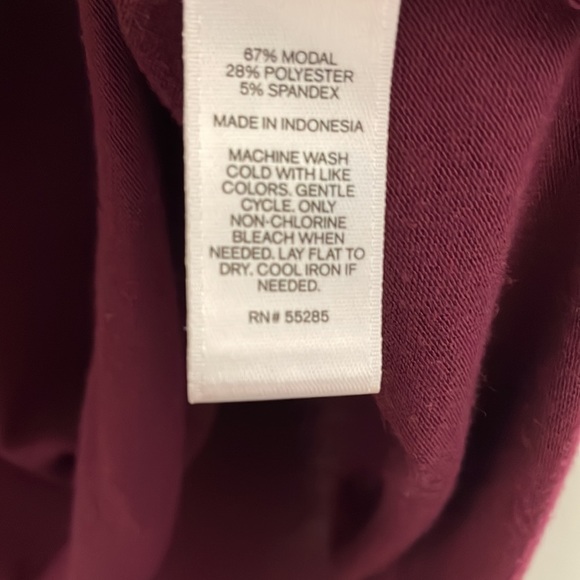 67% MODAL
28% POLYESTER
5% SPANDEX
MADE IN INDONESIA
MACHINE WASH
COLD WITH LIKE
COLORS. GENTLE
CYCLE. ONLY
NON-CHLORINE
BLEACH WHEN
NEEDED. LAY FLAT TO
DRY. COOL IRON IF
NEEDED.
RN# 55285